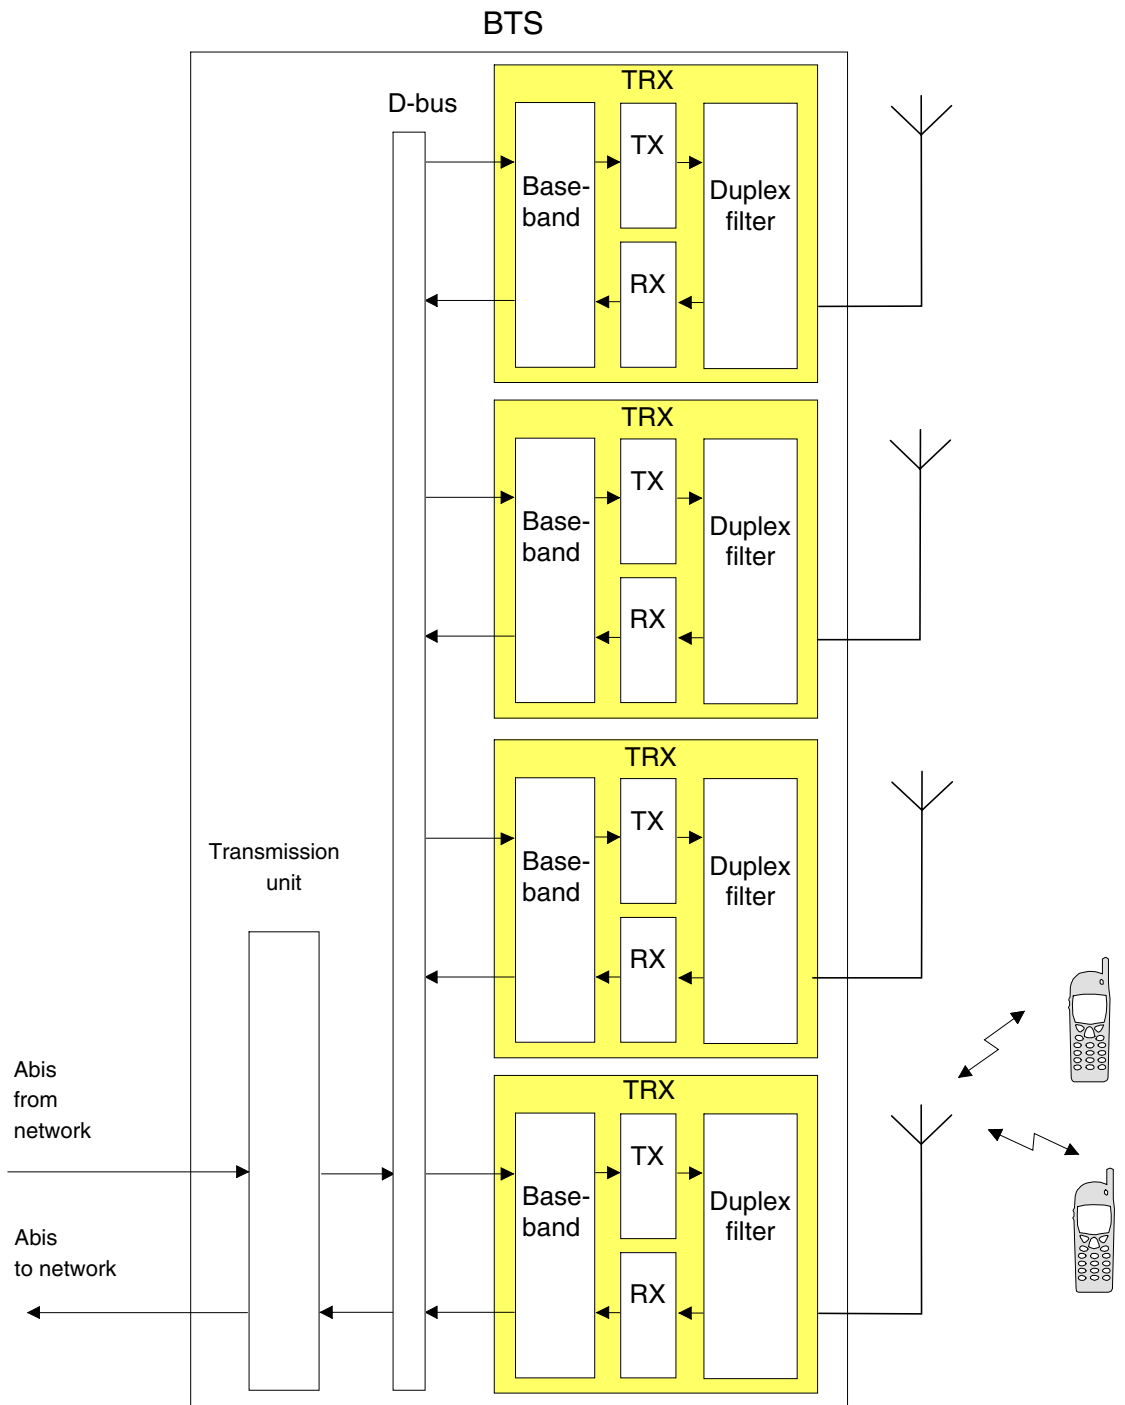 BTS
D-bus
TRX
Base-
band
TX
RX
Duplex
filter
TRX
Base-
band
TX
RX
Duplex
filter
TRX
Base-
band
TX
RX
Duplex
filter
Transmission
unit
Abis
from
network
Abis
to network
TRX
Base-
band
TX
RX
Duplex
filter